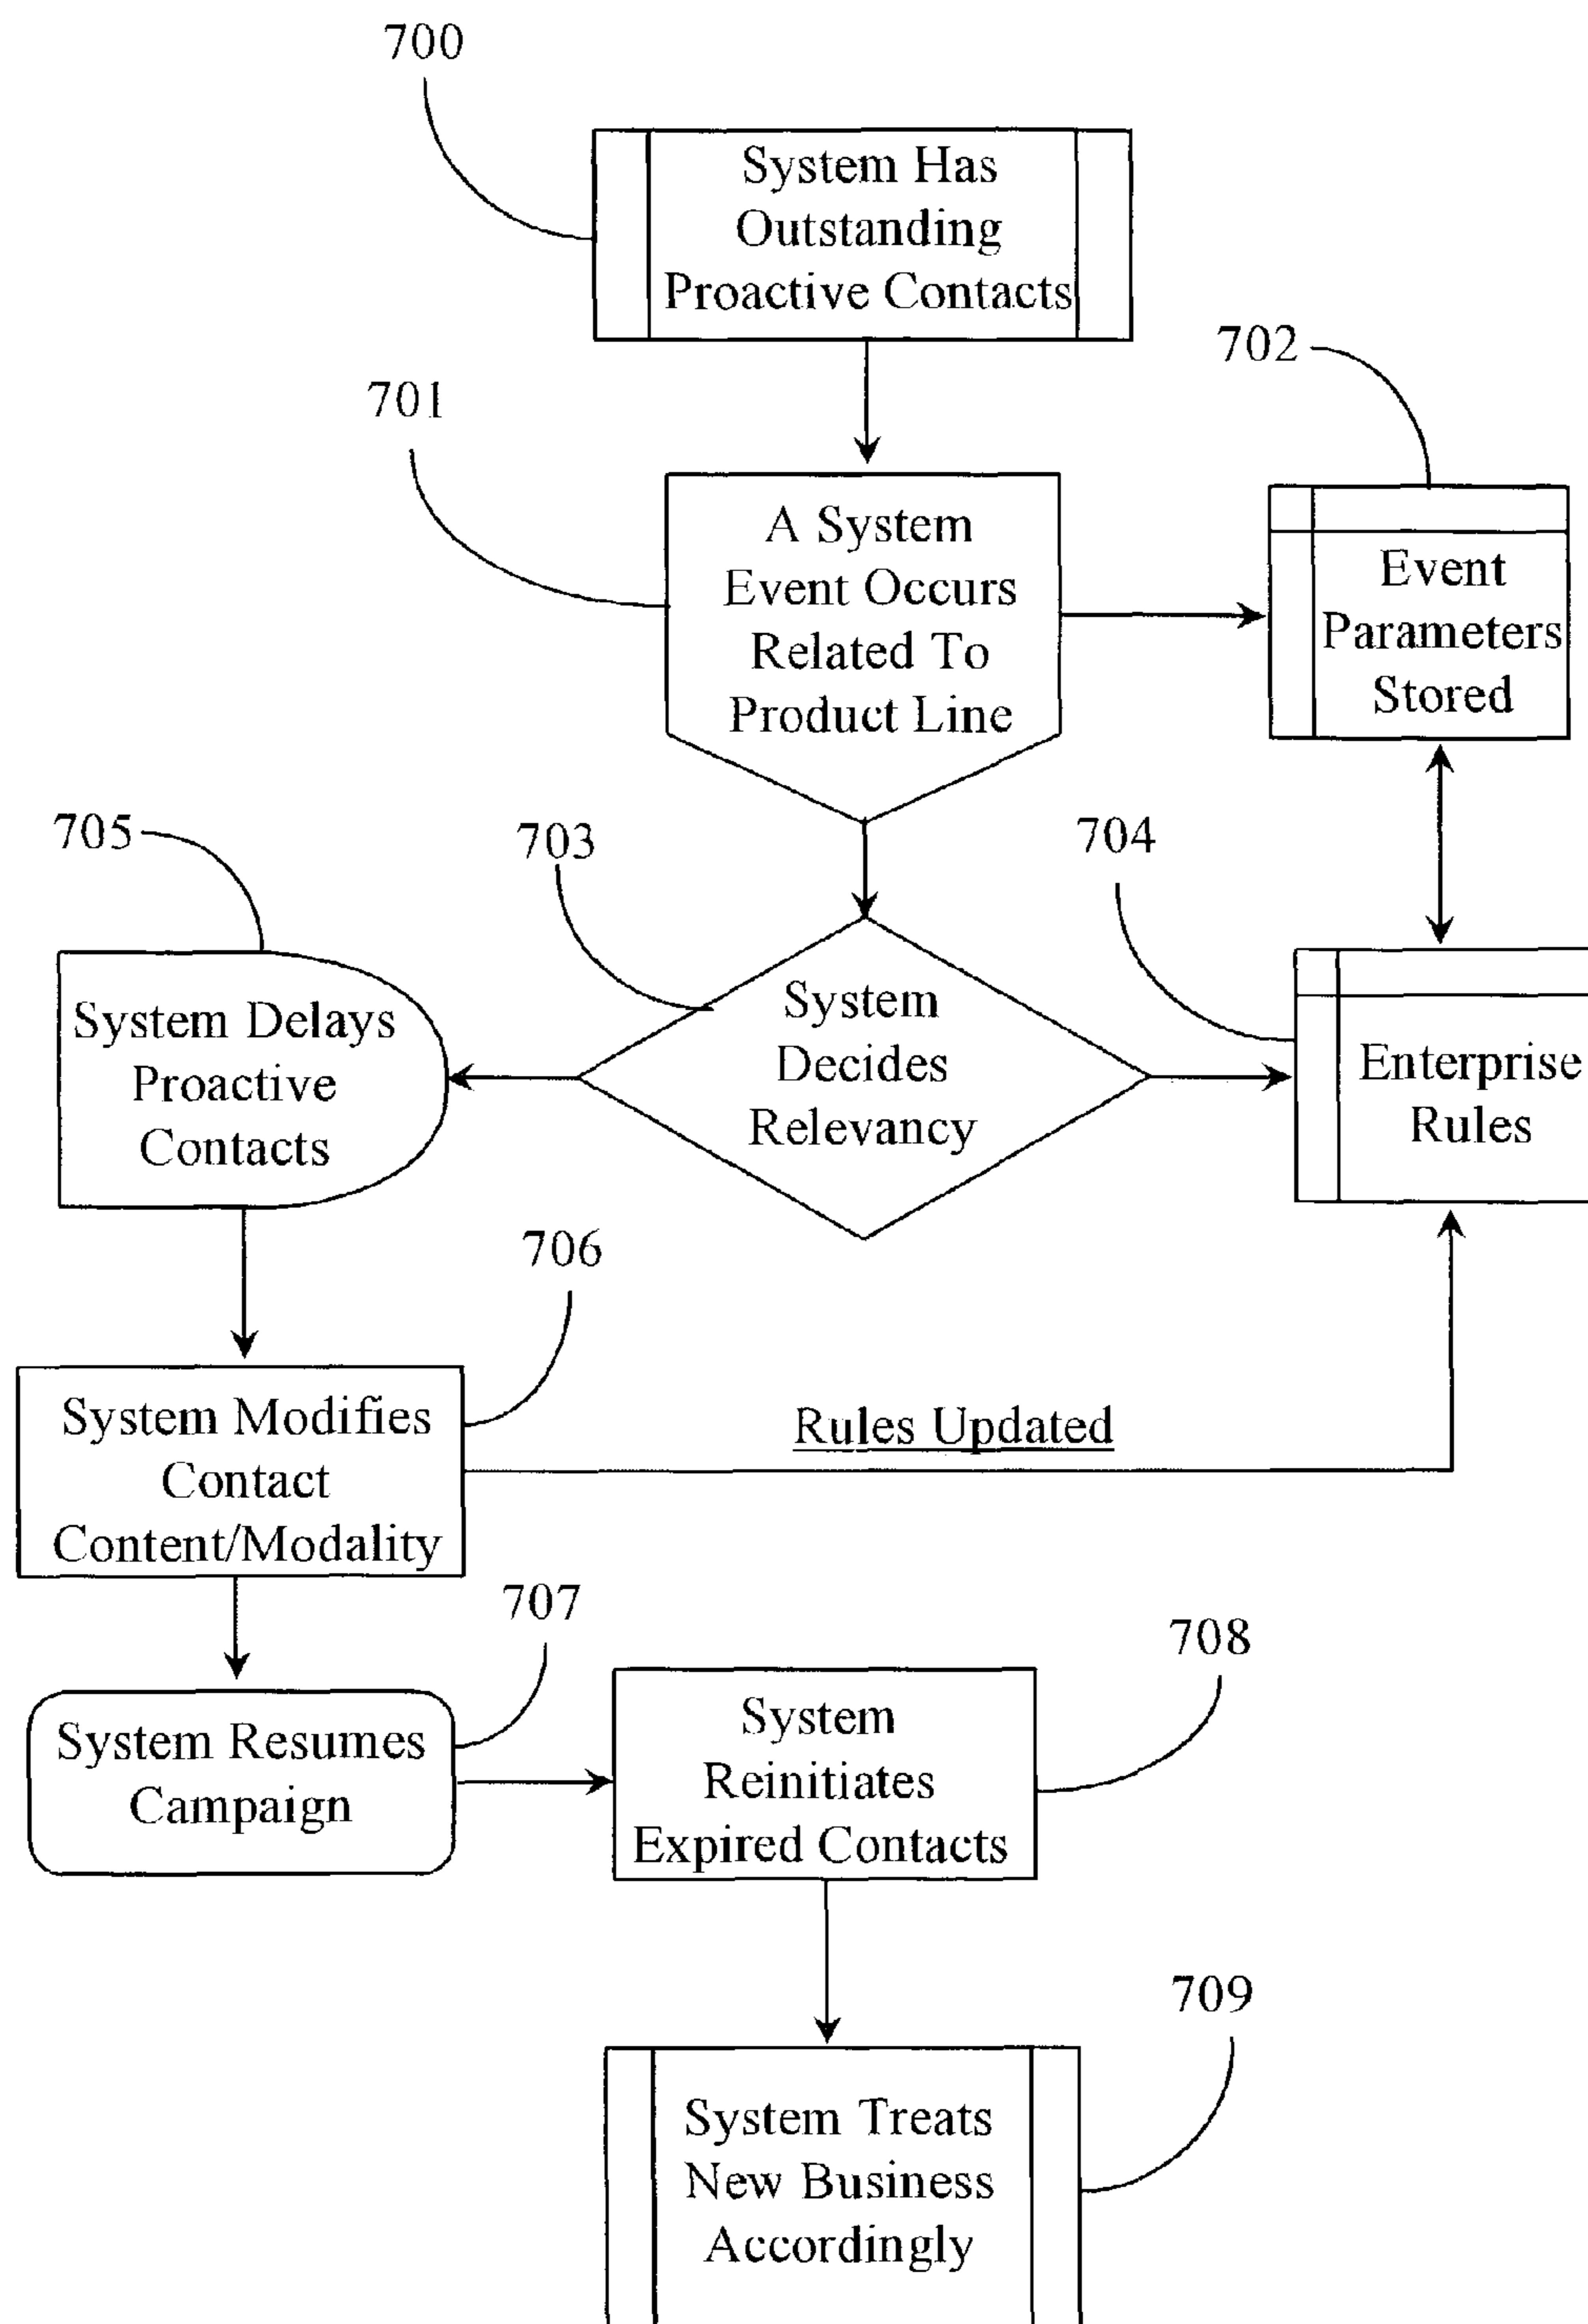 700
System Has
Outstanding
Proactive Contacts
702
701
A System
Event Occurs
Related To
Product Line
Event
Parameters
Stored
705
703
704
System Delays
Proactive
Contacts
System
Decides
Relevancy
Enterprise
Rules
706
System Modifies
Contact
Content/Modality
Rules Updated
707
708
System Resumes
Campaign
System
Reinitiates
Expired Contacts
709
System Treats
New Business
Accordingly